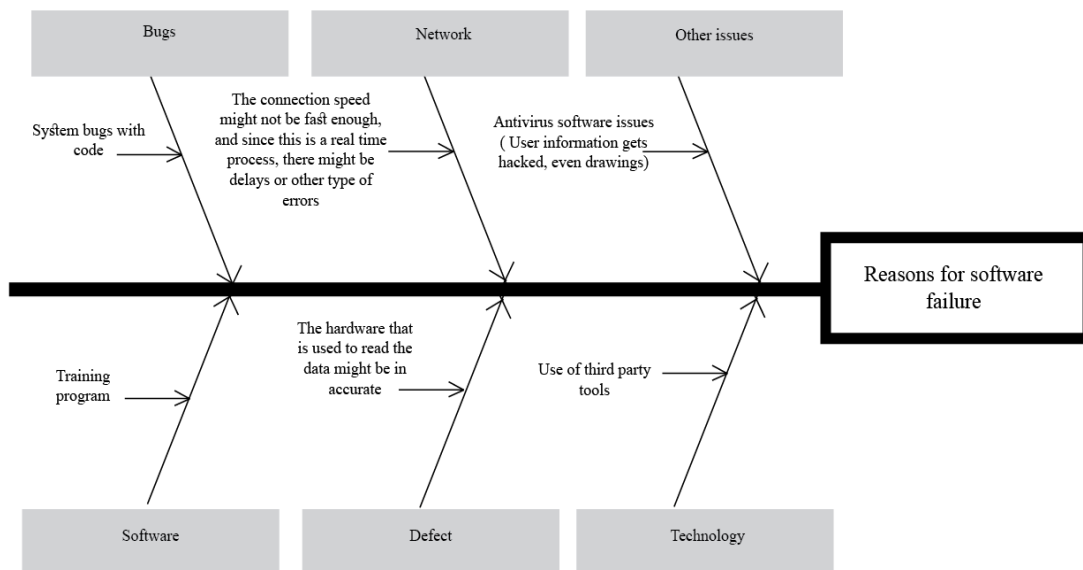 Bugs
Network
Other issues
System bugs with
code
The connection speed
might not be fast enough,
and since this is a real time
process, there might be
delays or other type of
errors
Antivirus software issues
( User information gets
hacked, even drawings)
Reasons for software
failure
Training
program
The hardware that
is used to read the
data might be in
accurate
Use of third party
tools
Software
Defect
Technology